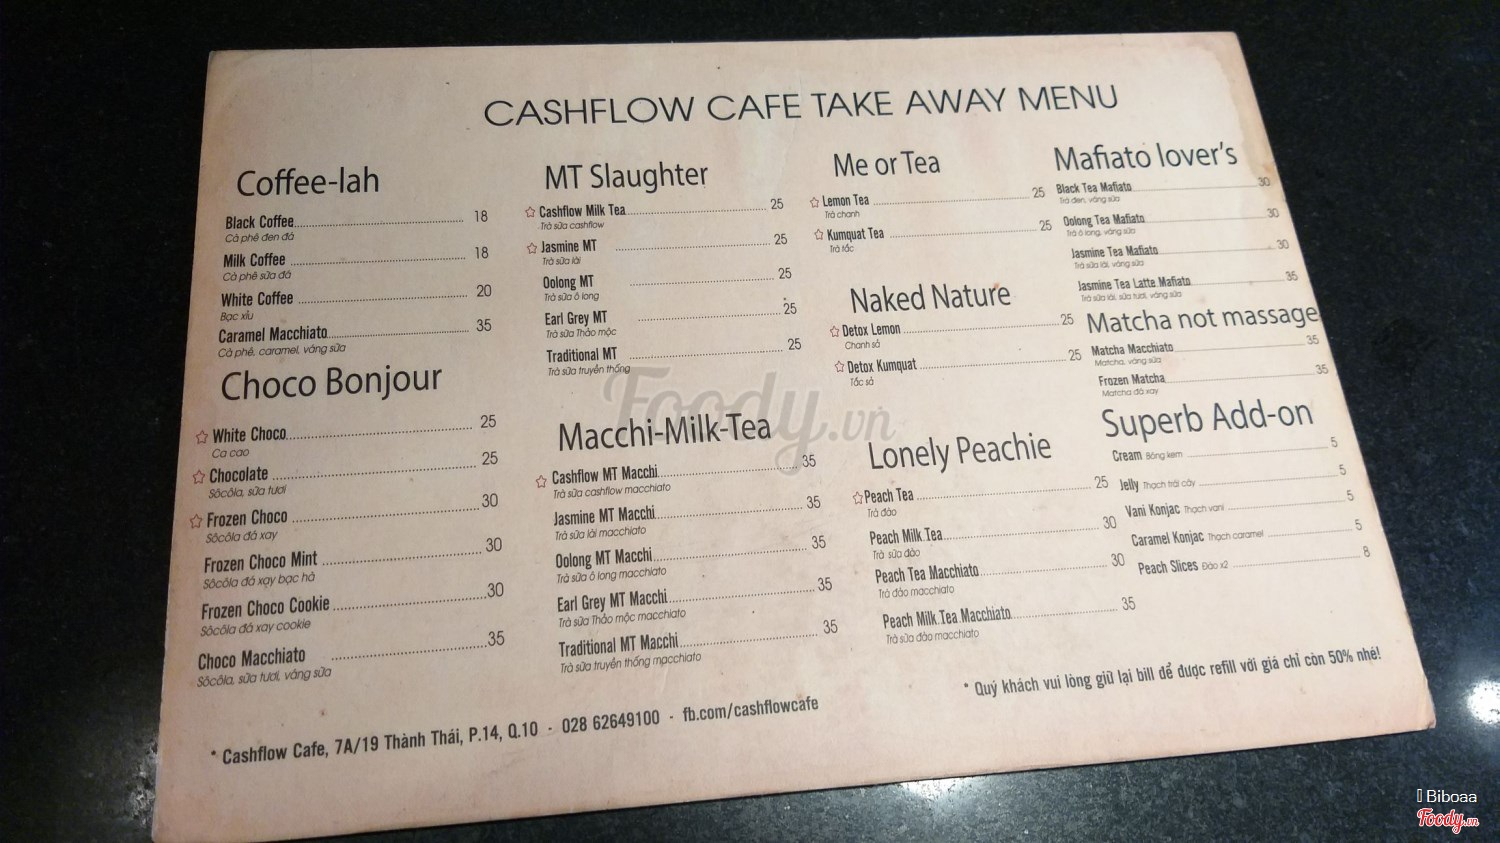 CASHFLOW CAFE TAKE AWAY MENU
Coffee-lah
Black Coffee 18
Cà phê đen đá
Milk Coffee 18
Cà phê sữa đá
White Coffee 20
Bạc xỉu
Caramel Macchiato 35
Cà phê, caramel, váng sữa
Choco Bonjour
White Choco 25
Ca cao
Chocolate 25
Sôcôla, sữa tươi
Frozen Choco 30
Sôcôla đá xay
Frozen Choco Mint 30
Sôcôla đá xay bạc hà
Frozen Choco Cookie 30
Sôcôla đá xay cookie
Choco Macchiato 35
Sôcôla, sữa tươi, váng sữa
MT Slaughter
Cashflow Milk Tea 25
Trà sữa cashflow
Jasmine MT 25
Trà sữa lài
Oolong MT 25
Trà sữa ô long
Earl Grey MT 25
Trà sữa Thảo mộc
Traditional MT 25
Trà sữa truyền thống
Macchi-Milk-Tea
Cashflow MT Macchi 35
Trà sữa cashflow macchiato
Jasmine MT Macchi 35
Trà sữa lài macchiato
Oolong MT Macchi 35
Trà sữa ô long macchiato
Earl Grey MT Macchi 35
Trà sữa Thảo mộc macchiato
Traditional MT Macchi 35
Trà sữa truyền thống macchiato
Me or Tea
Lemon Tea 25
Trà chanh
Kumquat Tea 25
Trà tắc
Naked Nature
Detox Lemon 25
Chanh sả
Detox Kumquat 25
Tắc sả
Lonely Peachie
Peach Tea 25
Trà đào
Peach Milk Tea 30
Trà sữa đào
Peach Tea Macchiato 30
Trà đào macchiato
Peach Milk Tea Macchiato 35
Trà sữa đào macchiato
Mafiato lover's
Black Tea Mafiato 30
Trà đen, váng sữa
Oolong Tea Mafiato 30
Trà ô long, váng sữa
Jasmine Tea Mafiato 30
Trà sữa lài, váng sữa
Jasmine Tea Latte Mafiato 35
Trà sữa lài, sữa tươi, váng sữa
Matcha not massage
Matcha Macchiato 35
Matcha, váng sữa
Frozen Matcha 35
Matcha đá xay
Superb Add-on
Cream Bông kem 5
Jelly Thạch trái cây 5
Vani Konjac Thạch vani 5
Caramel Konjac Thạch caramel 5
Peach Slices Đào x2 8
* Quý khách vui lòng giữ lại bill để được refill với giá chỉ còn 50% nhé!
* Cashflow Cafe, 7A/19 Thành Thái, P.14, Q.10 - 028 62649100 - fb.com/cashflowcafe
Foody.vn
Biboaa
Foody.vn